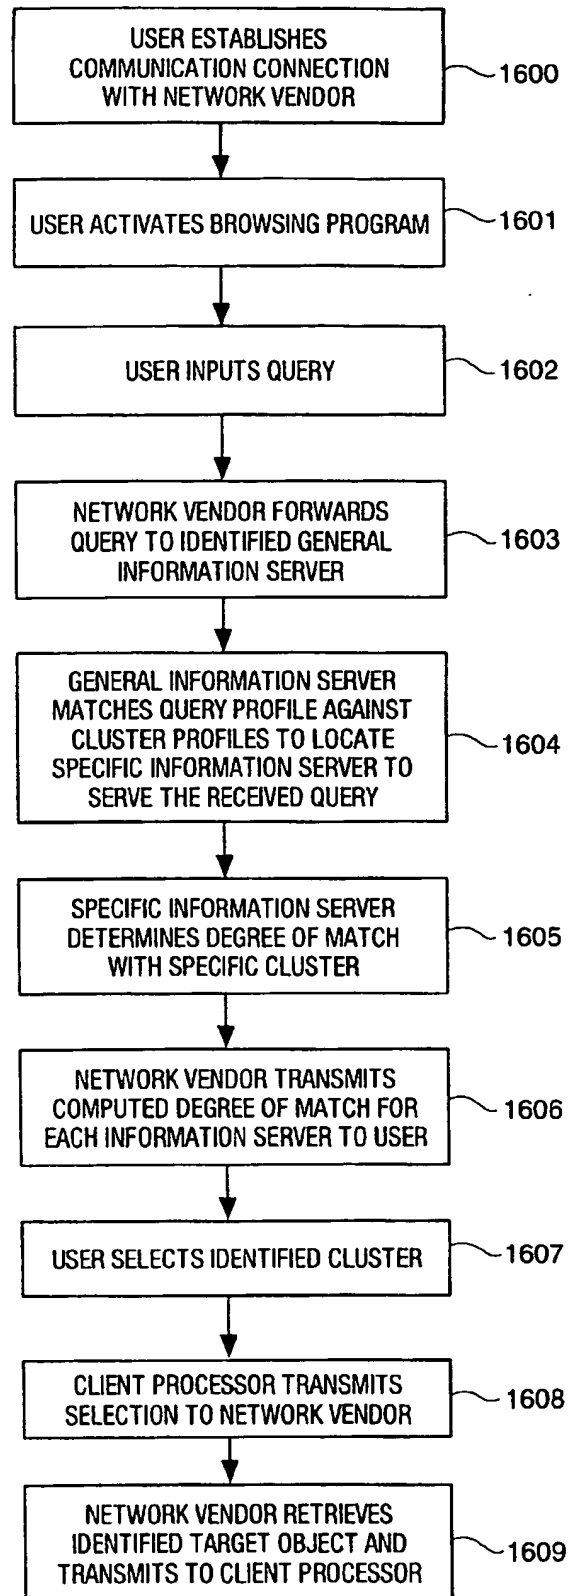 USER ESTABLISHES
COMMUNICATION CONNECTION
WITH NETWORK VENDOR
1600
USER ACTIVATES BROWSING PROGRAM
1601
USER INPUTS QUERY
1602
NETWORK VENDOR FORWARDS
QUERY TO IDENTIFIED GENERAL
INFORMATION SERVER
1603
GENERAL INFORMATION SERVER
MATCHES QUERY PROFILE AGAINST
CLUSTER PROFILES TO LOCATE
SPECIFIC INFORMATION SERVER TO
SERVE THE RECEIVED QUERY
1604
SPECIFIC INFORMATION SERVER
DETERMINES DEGREE OF MATCH
WITH SPECIFIC CLUSTER
1605
NETWORK VENDOR TRANSMITS
COMPUTED DEGREE OF MATCH FOR
EACH INFORMATION SERVER TO USER
1606
USER SELECTS IDENTIFIED CLUSTER
1607
CLIENT PROCESSOR TRANSMITS
SELECTION TO NETWORK VENDOR
1608
NETWORK VENDOR RETRIEVES
IDENTIFIED TARGET OBJECT AND
TRANSMITS TO CLIENT PROCESSOR
1609